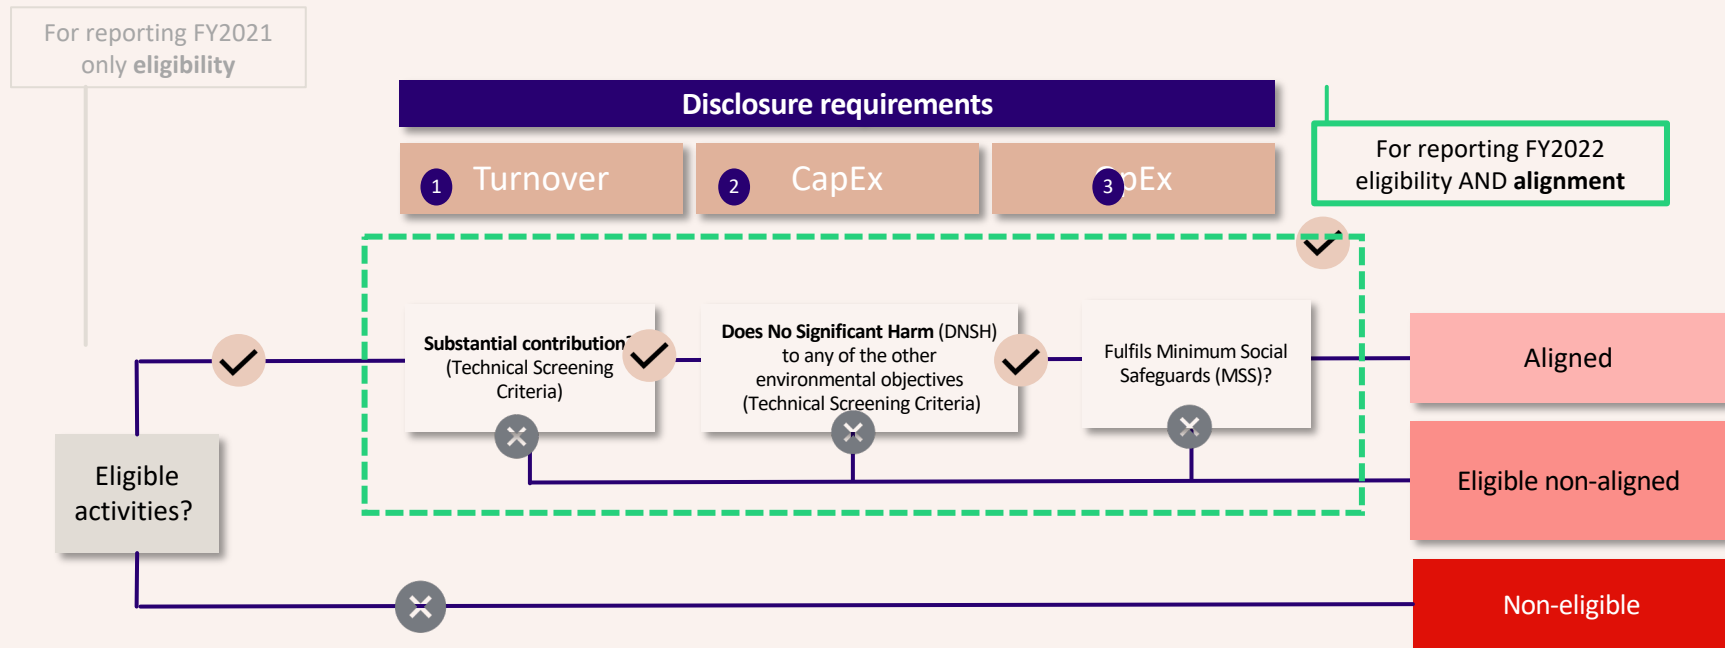 For reporting FY2021
only eligibility
Disclosure requirements
1 Turnover
2 CapEx
3 pEx
For reporting FY2022
eligibility AND alignment
Substantial contribution?
(Technical Screening
Criteria)
Does No Significant Harm (DNSH)
to any of the other
environmental objectives
(Technical Screening Criteria)
Fulfils Minimum Social
Safeguards (MSS)?
Aligned
Eligible
activities?
Eligible non-aligned
Non-eligible